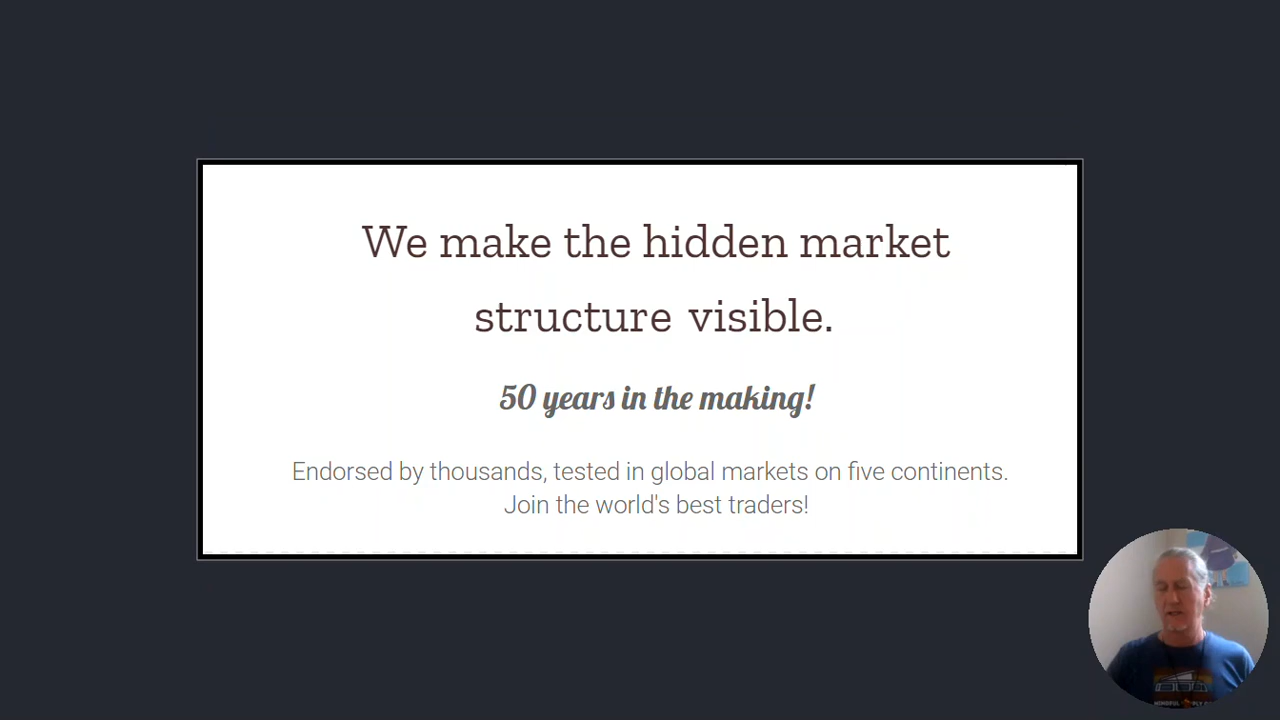 We make the hidden market
structure visible.
50 years in the making!
Endorsed by thousands, tested in global markets on five continents.
Join the world's best traders!
MINDFUL